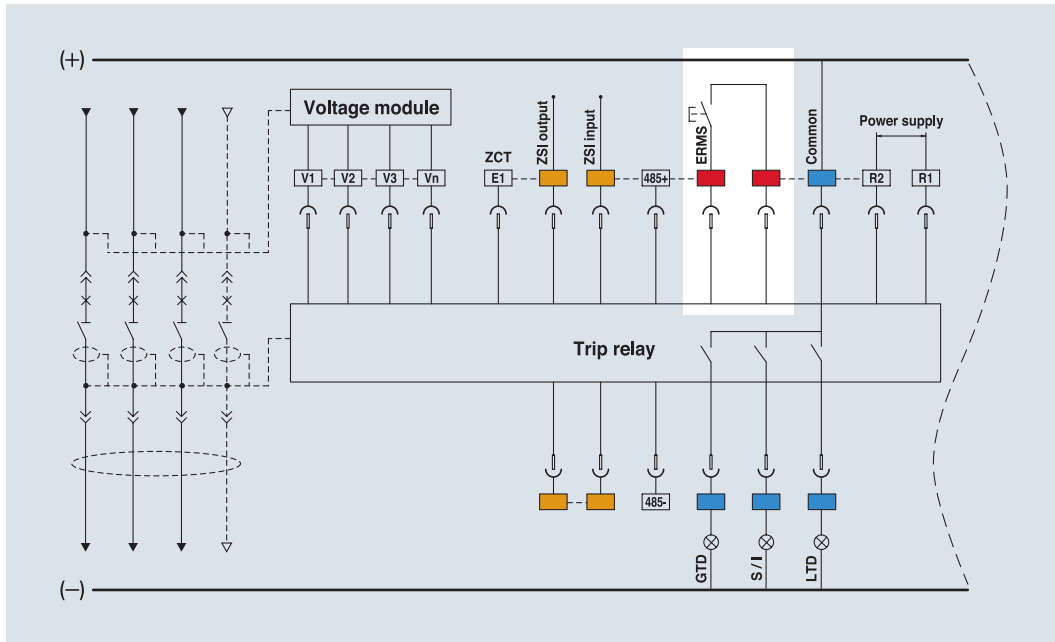 (+)
Voltage module
ZSI output
ZSI input
ERMS
Common
Power supply
ZCT
V1 V2 V3 Vn E1 485+ R2 R1
Trip relay
485-
GTD
S / I
LTD
(−)